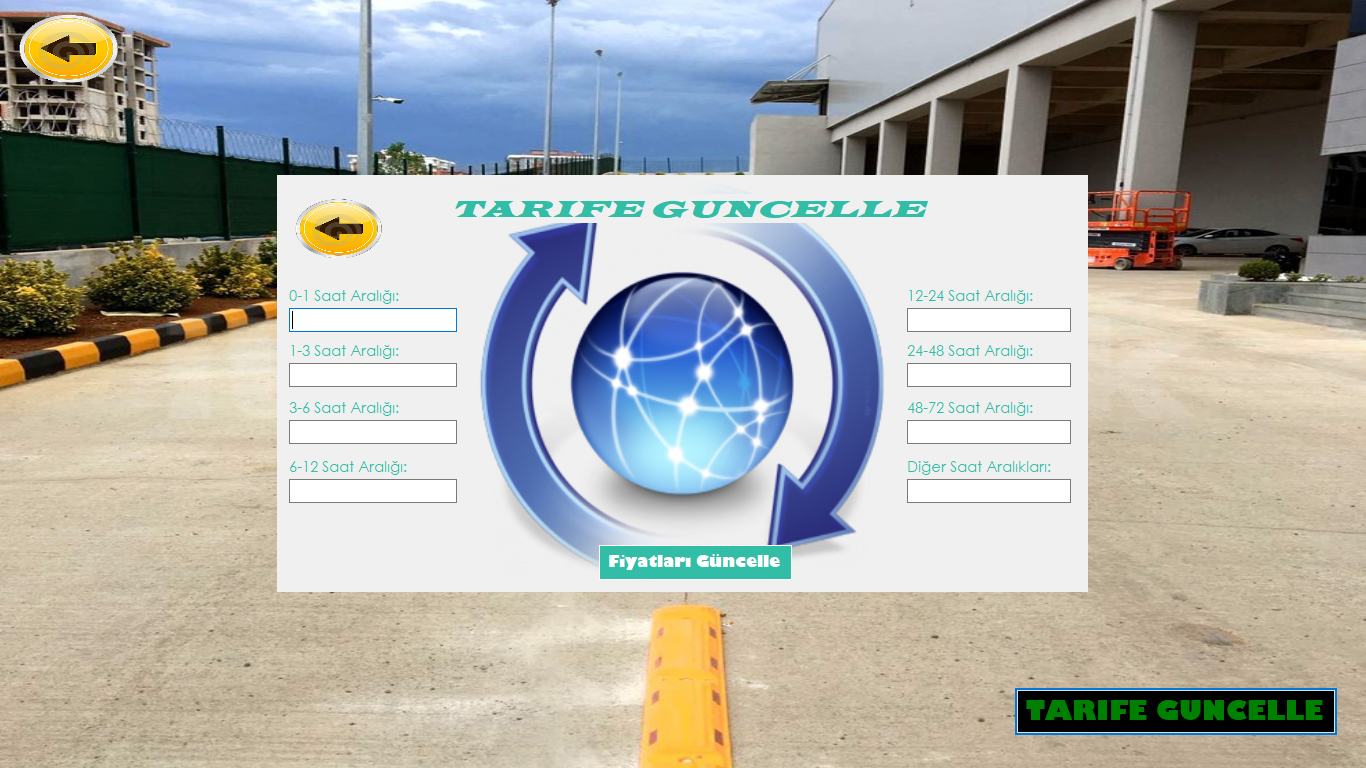 TARIFE GUNCELLE
0-1 Saat Aralığı:
1-3 Saat Aralığı:
3-6 Saat Aralığı:
6-12 Saat Aralığı:
12-24 Saat Aralığı:
24-48 Saat Aralığı:
48-72 Saat Aralığı:
Diğer Saat Aralıkları:
Fiyatları Güncelle
TARIFE GUNCELLE